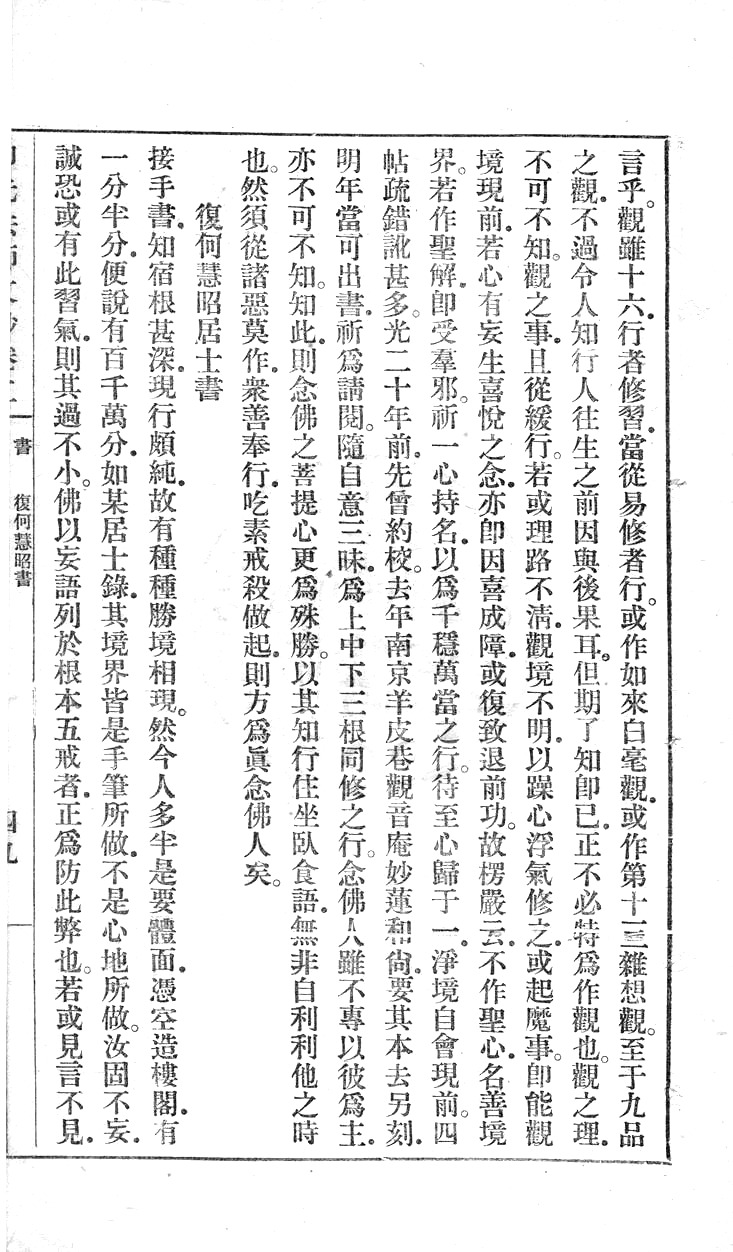 言乎。觀雖十六。行者修習。當從易修者行。或作如來白毫觀。或作第十三雜想觀。至于九品
之觀。不過令人知行人往生之前因與後果耳。但期了知卽已。正不必特爲作觀也。觀之理。
不可不知。觀之事。且從緩行。若或理路不淸。觀境不明。以躁心浮氣修之。或起魔事。卽能觀
境現前。若心有妄生喜悅之念。亦卽因喜成障。或復致退前功。故楞嚴云。不作聖心。名善境
界。若作聖解。卽受羣邪。祈一心持名。以爲千穩萬當之行。待至心歸于一。淨境自會現前。四
帖疏錯訛甚多。光二十年前。先曾約校。去年南京羊皮巷觀音庵妙蓮和尙。要其本去另刻。
明年當可出書。祈爲請閱。隨自意三昧。爲上中下三根同修之行。念佛人雖不專以彼爲主。
亦不可不知。知此。則念佛之菩提心更爲殊勝。以其知行住坐臥食語。無非自利利他之時
也。然須從諸惡莫作。衆善奉行。吃素戒殺做起。則方爲眞念佛人矣。
復何慧昭居士書
接手書。知宿根甚深。現行頗純。故有種種勝境相現。然今人多半是要體面。憑空造樓閣。有
一分半分。便說有百千萬分。如某居士錄。其境界皆是手筆所做。不是心地所做。汝固不妄。
誠恐或有此習氣。則其過不小。佛以妄語列於根本五戒者。正爲防此弊也。若或見言不見。
書 復何慧昭書
四九